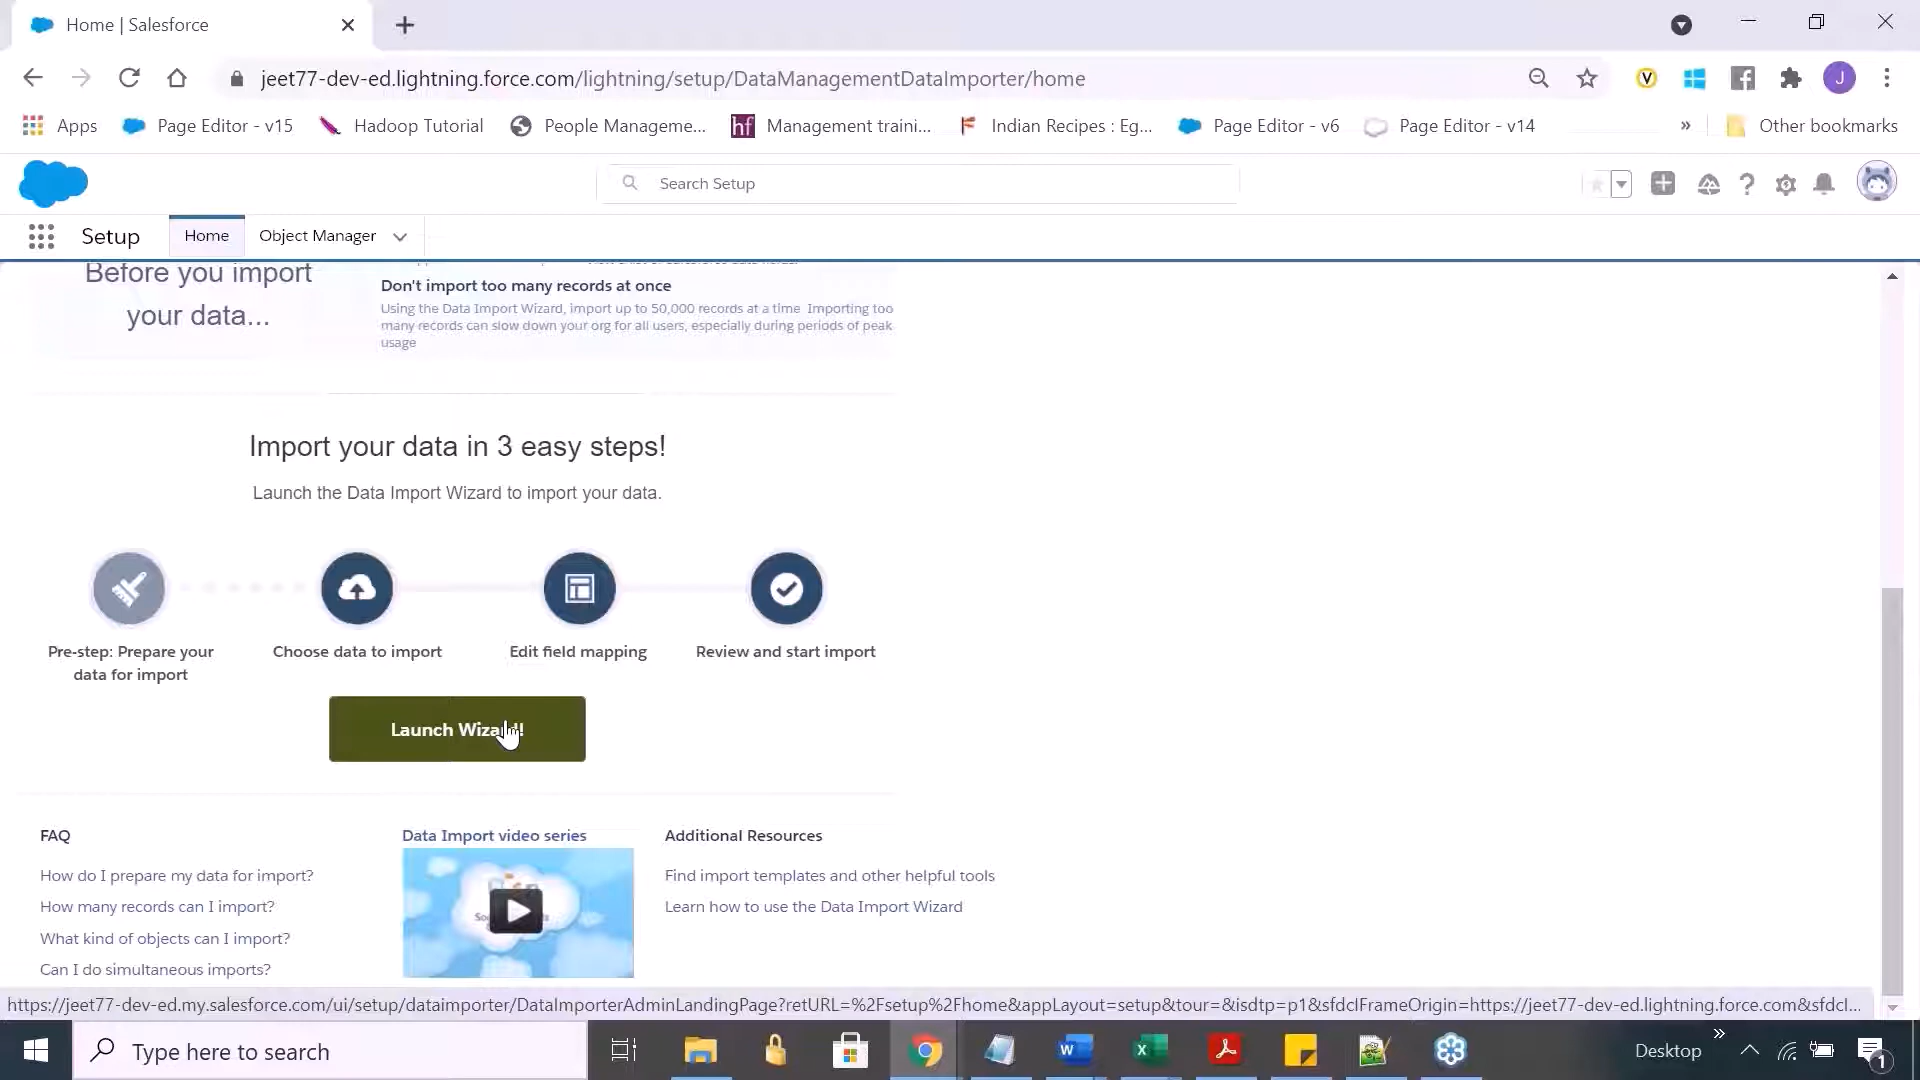 Home | Salesforce
jeet77-dev-ed.lightning.force.com/lightning/setup/DataManagementDataImporter/home
V
J
Apps
Page Editor - v15
Hadoop Tutorial
People Manageme...
hf
Management traini...
Indian Recipes : Eg...
Page Editor - v6
Page Editor - v14
»
Other bookmarks
Search Setup
Setup
Home
Object Manager
Before you import
your data...
Don't import too many records at once
Using the Data Import Wizard, import up to 50,000 records at a time Importing too
many records can slow down your org for all users, especially during periods of peak
usage
Import your data in 3 easy steps!
Launch the Data Import Wizard to import your data.
Pre-step: Prepare your
data for import
Choose data to import
Edit field mapping
Review and start import
Launch Wizard!
FAQ
How do I prepare my data for import?
How many records can I import?
What kind of objects can I import?
Can I do simultaneous imports?
Data Import video series
Additional Resources
Find import templates and other helpful tools
Learn how to use the Data Import Wizard
https://jeet77-dev-ed.my.salesforce.com/ui/setup/dataimporter/DataImporterAdminLandingPage?retURL=%2Fsetup%2Fhome&appLayout=setup&tour=&isdtp=p1&sfdcIFrameOrigin=https://jeet77-dev-ed.lightning.force.com&sfdcI...
Type here to search
Desktop
»
1